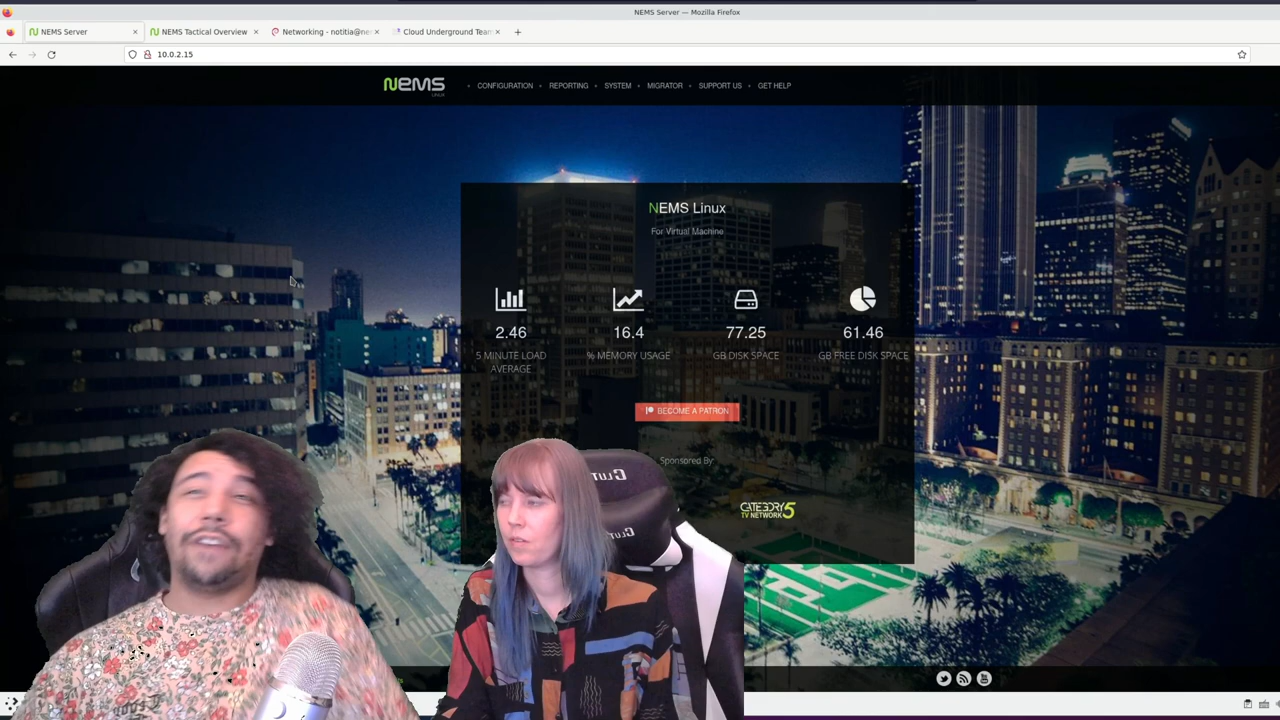 NEMS Server — Mozilla Firefox
NEMS Server
NEMS Tactical Overview
Networking - notitia@ne
Cloud Underground Tea
10.0.2.15
NEMS
LINUX
CONFIGURATION
REPORTING
SYSTEM
MIGRATOR
SUPPORT US
GET HELP
NEMS Linux
For Virtual Machine
2.46
16.4
77.25
61.46
5 MINUTE LOAD
AVERAGE
% MEMORY USAGE
GB DISK SPACE
GB FREE DISK SPACE
BECOME A PATRON
Sponsored By:
CATEGORY5
TV NETWORK